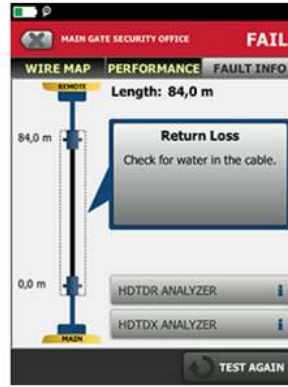 MAIN GATE SECURITY OFFICE FAIL
WIRE MAP PERFORMANCE FAULT INFO
REMOTE
Length: 84,0 m
84,0 m
Return Loss
Check for water in the cable.
0,0 m
HDTDR ANALYZER i
HDTDX ANALYZER i
MAIN
TEST AGAIN